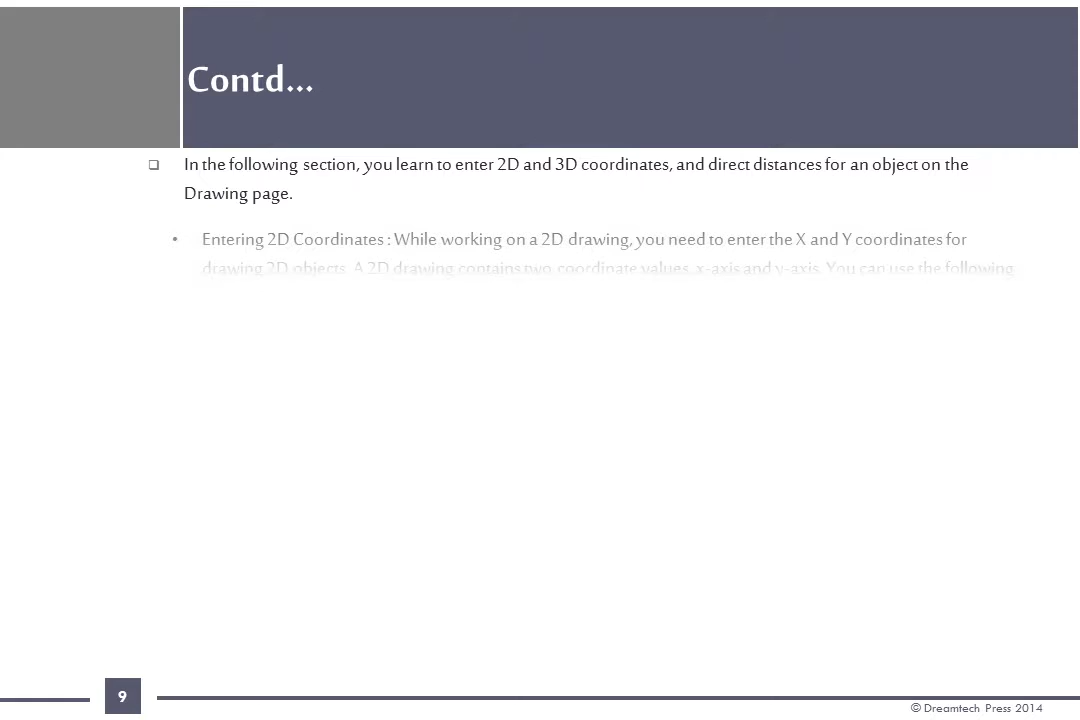 Contd...
❑ In the following section, you learn to enter 2D and 3D coordinates, and direct distances for an object on the
Drawing page.
• Entering 2D Coordinates : While working on a 2D drawing, you need to enter the X and Y coordinates for
drawing 2D objects. A 2D drawing contains two coordinate values, x-axis and y-axis. You can use the following
9
© Dreamtech Press 2014